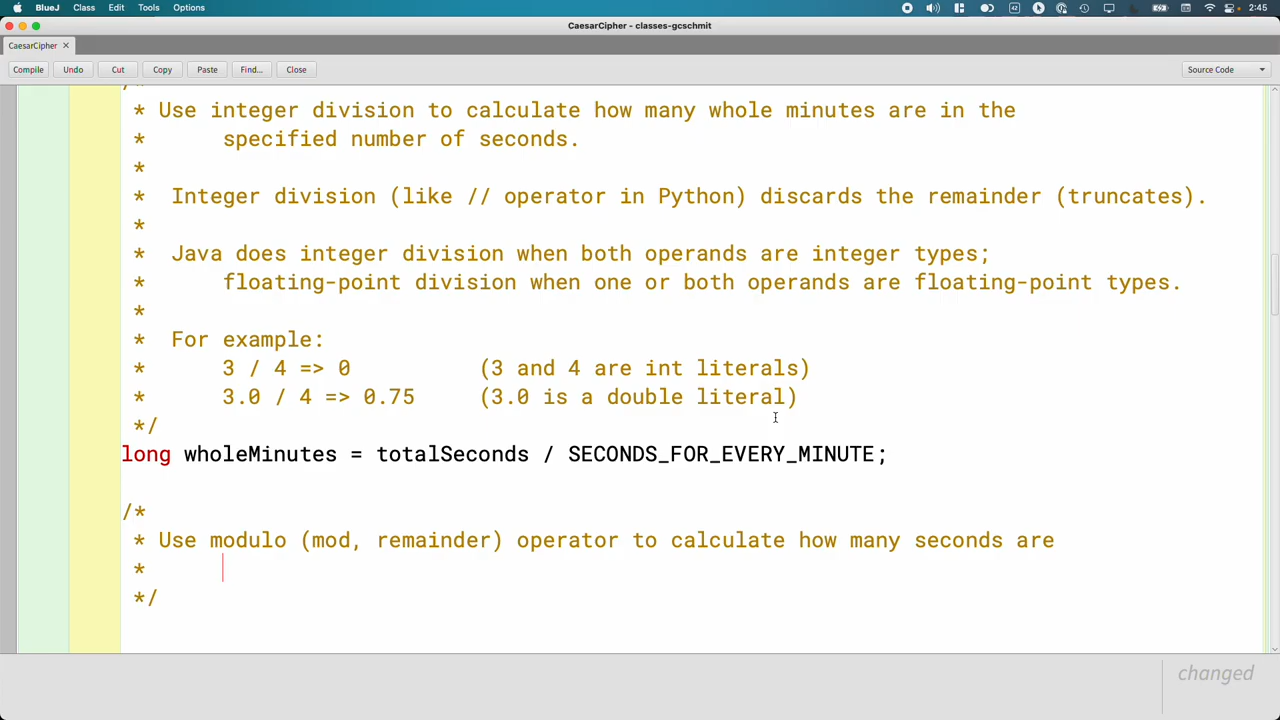 BlueJ Class Edit Tools Options 2:45
CaesarCipher - classes-gcschmit
CaesarCipher
Compile Undo Cut Copy Paste Find... Close Source Code
* Use integer division to calculate how many whole minutes are in the
* specified number of seconds.
*
* Integer division (like // operator in Python) discards the remainder (truncates).
*
* Java does integer division when both operands are integer types;
* floating-point division when one or both operands are floating-point types.
*
* For example:
* 3 / 4 => 0 (3 and 4 are int literals)
* 3.0 / 4 => 0.75 (3.0 is a double literal)
*/
long wholeMinutes = totalSeconds / SECONDS_FOR_EVERY_MINUTE;
/*
* Use modulo (mod, remainder) operator to calculate how many seconds are
*
*/
changed